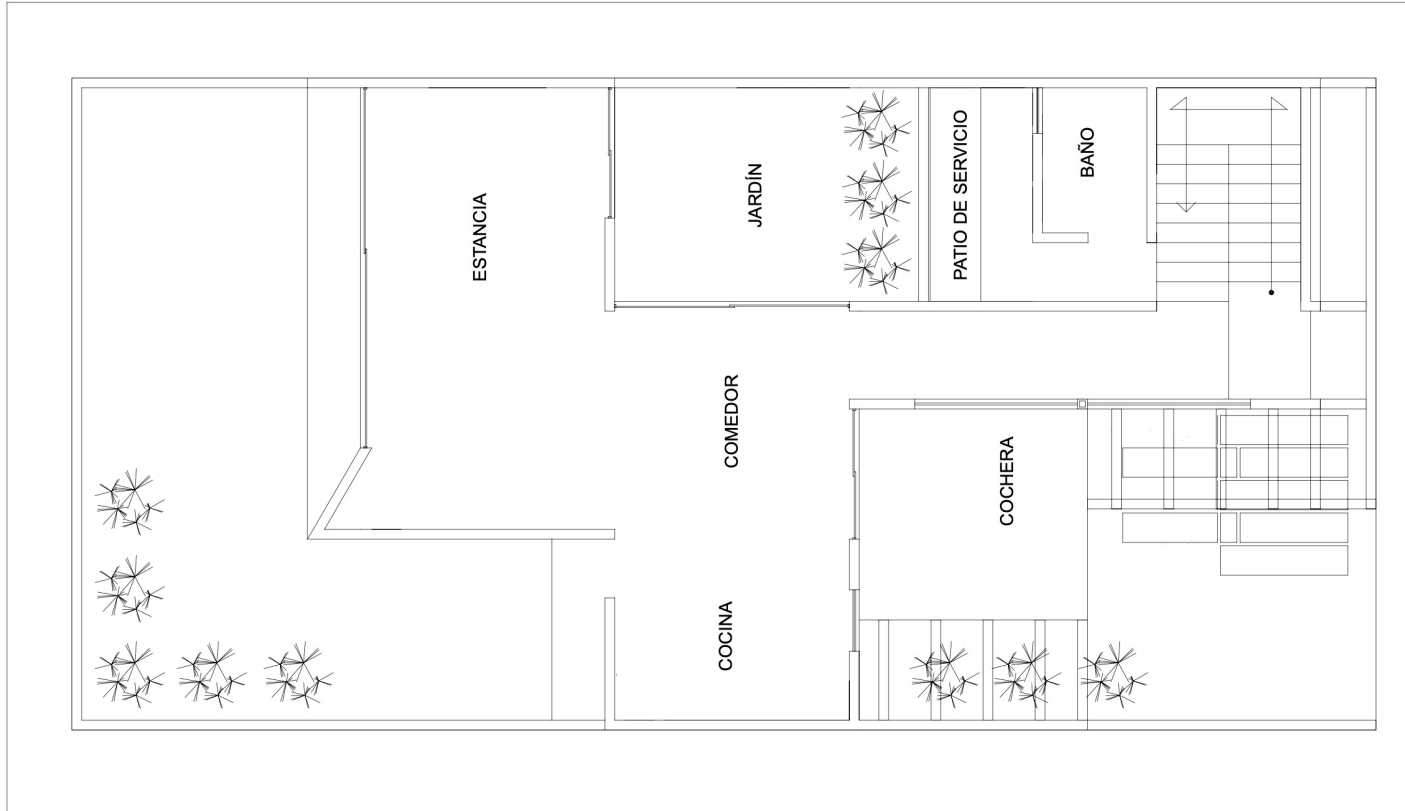 ESTANCIA
JARDÍN
PATIO DE SERVICIO
BAÑO
COMEDOR
COCHERA
COCINA